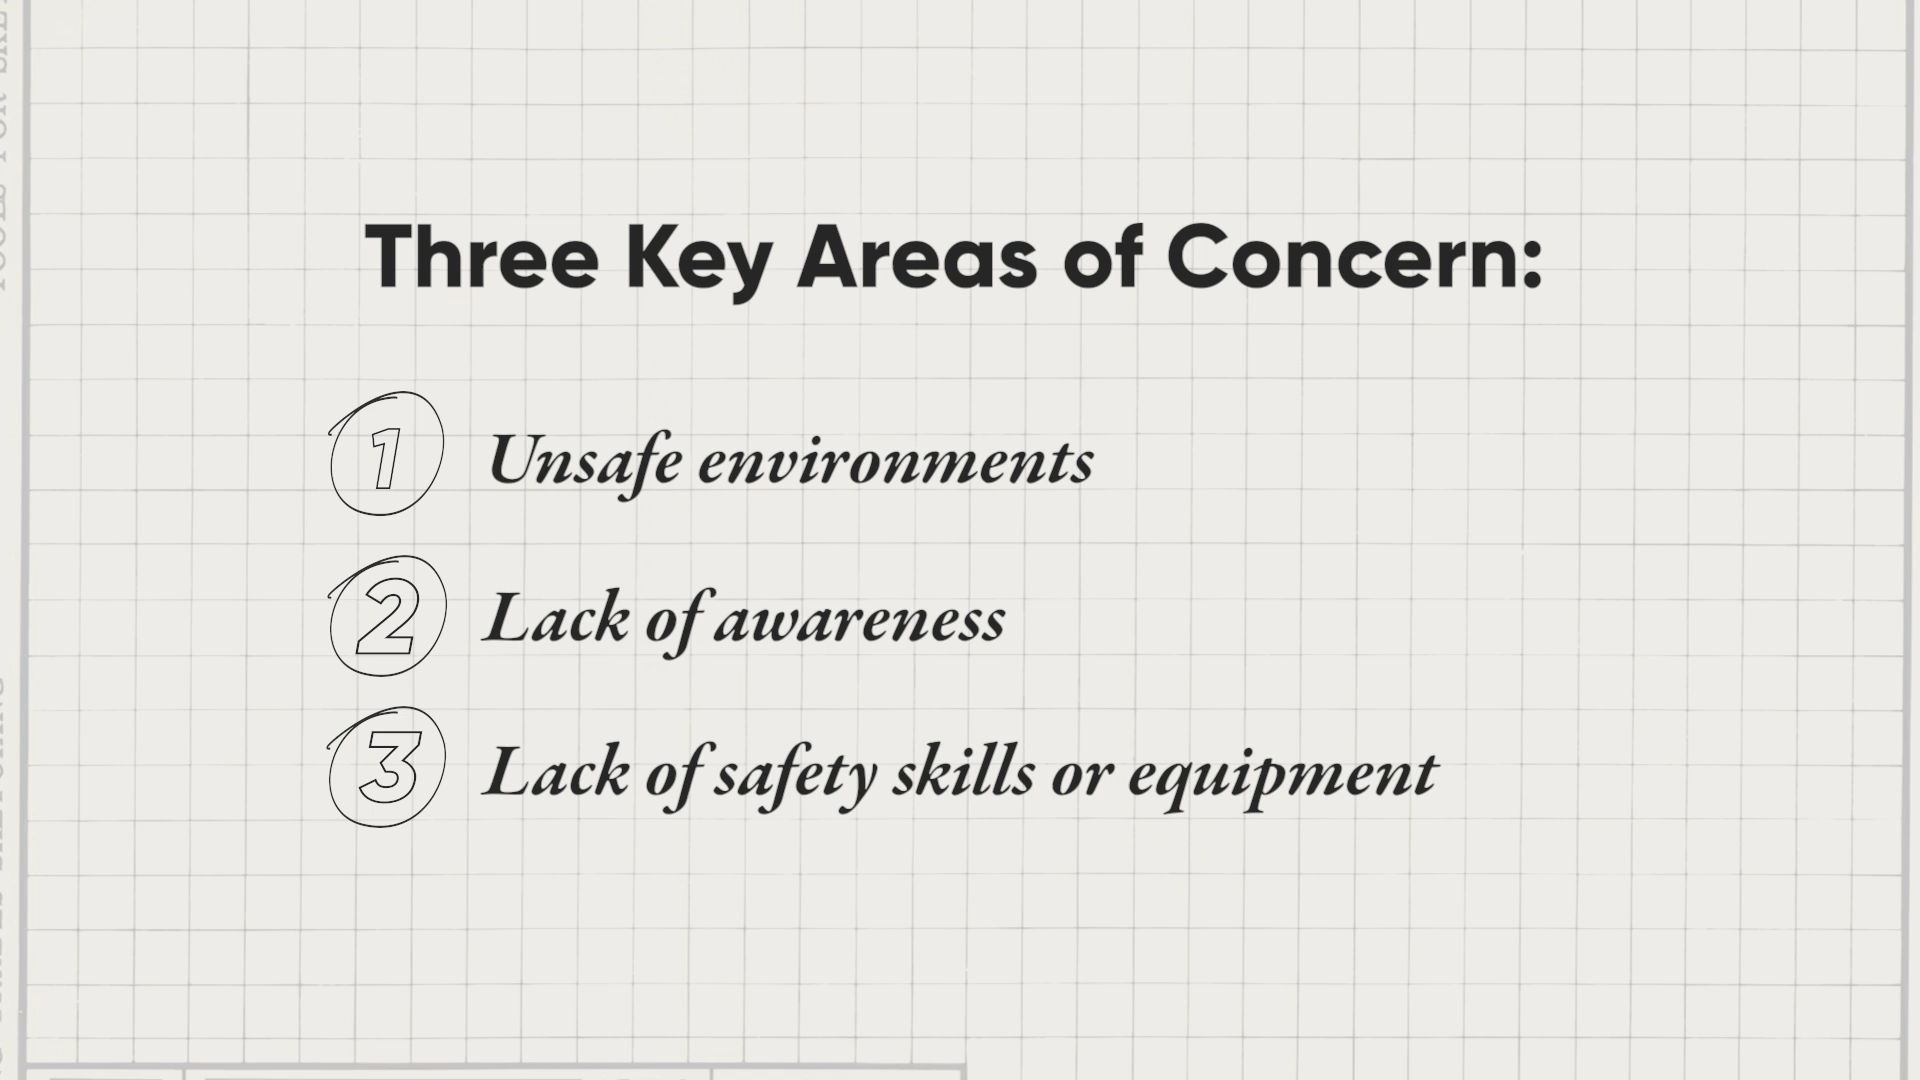 Three Key Areas of Concern:
1 Unsafe environments
2 Lack of awareness
3 Lack of safety skills or equipment